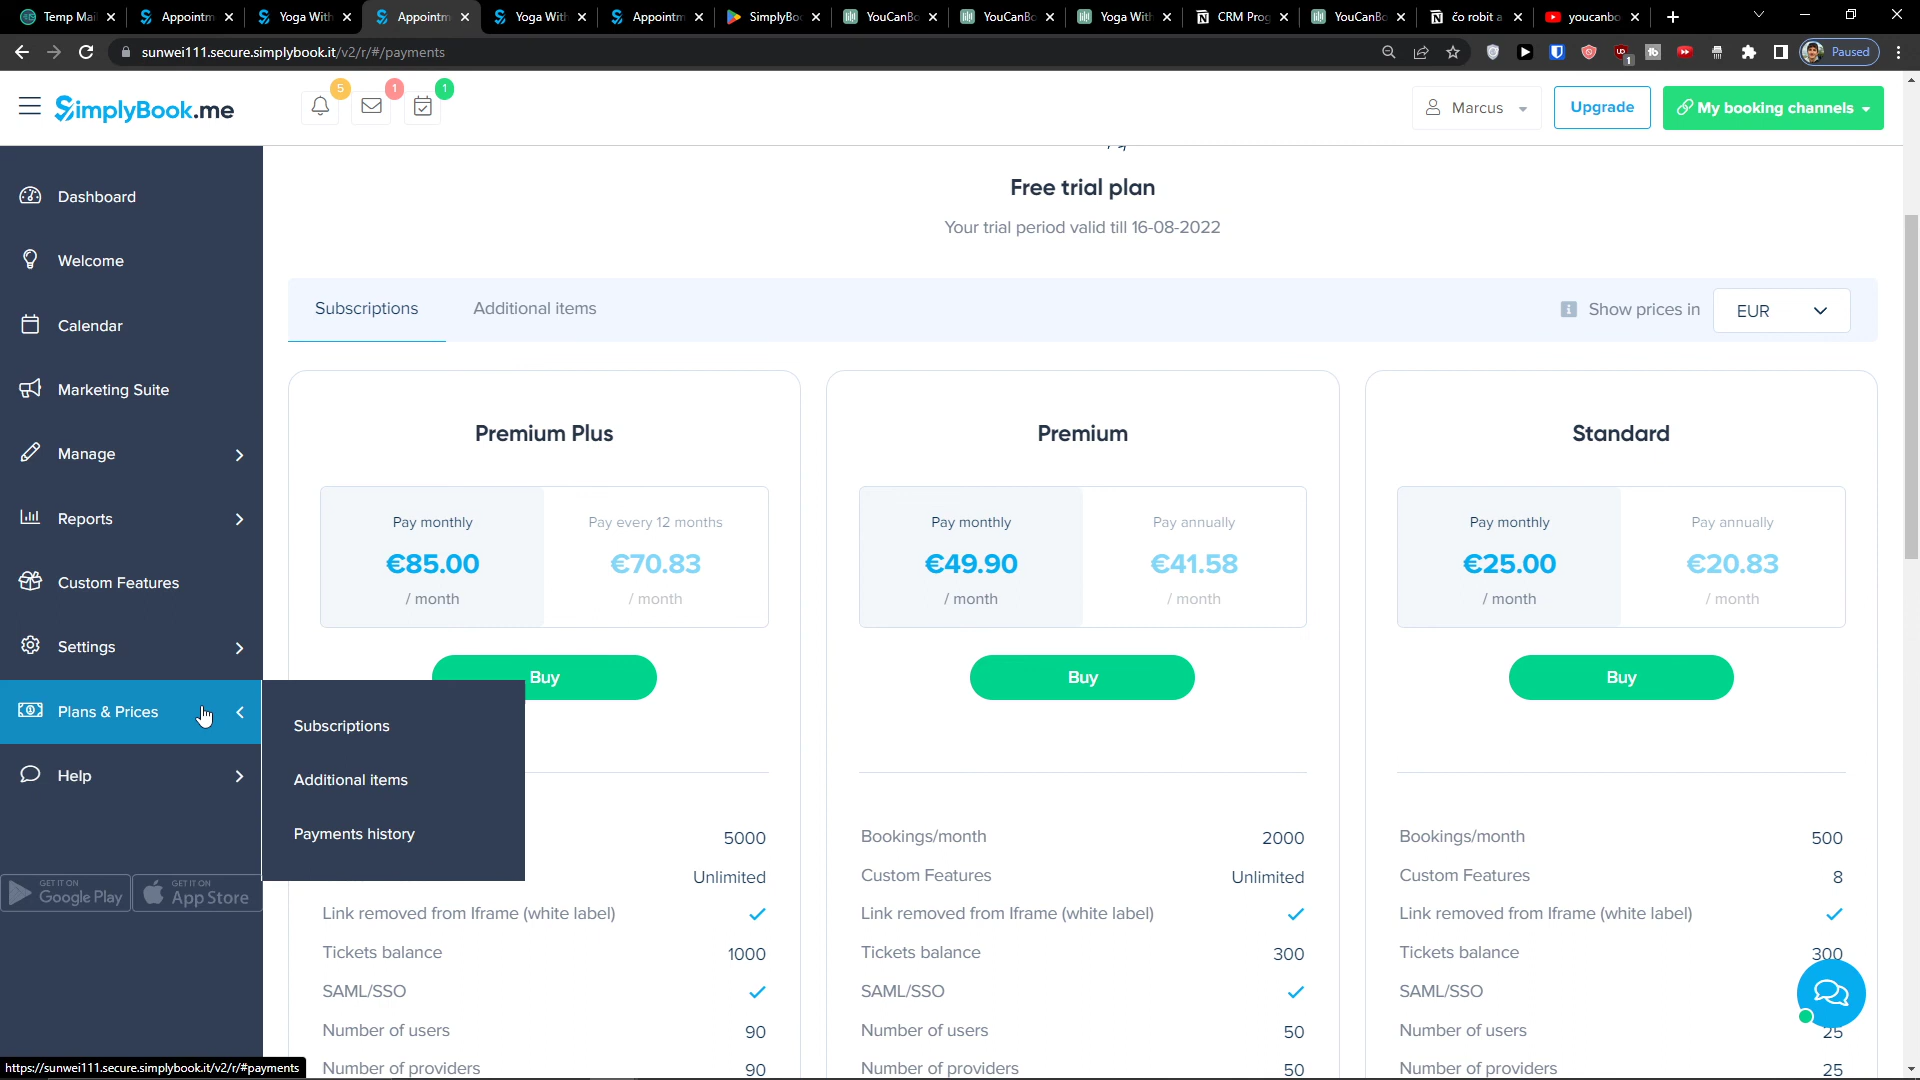 Temp Mai
Appointm
Yoga With
Appointm
Yoga With
Appointm
SimplyBo
YouCanBo
YouCanBo
Yoga With
CRM Prog
YouCanBo
čo robit a
youcanbo
sunwei111.secure.simplybook.it/v2/r/#/payments
1
Paused
SimplyBook.me
5
1
1
Marcus
Upgrade
My booking channels
Dashboard
Welcome
Calendar
Marketing Suite
Manage
Reports
Custom Features
Settings
Plans & Prices
Help
Subscriptions
Additional items
Payments history
GET IT ON
Google Play
GET IT ON
App Store
Free trial plan
Your trial period valid till 16-08-2022
Subscriptions
Additional items
Show prices in
EUR
Premium Plus
Pay monthly
€85.00
/ month
Pay every 12 months
€70.83
/ month
Buy
5000
Unlimited
Link removed from Iframe (white label)
Tickets balance 1000
SAML/SSO
Number of users 90
Number of providers 90
Premium
Pay monthly
€49.90
/ month
Pay annually
€41.58
/ month
Buy
Bookings/month 2000
Custom Features Unlimited
Link removed from Iframe (white label)
Tickets balance 300
SAML/SSO
Number of users 50
Number of providers 50
Standard
Pay monthly
€25.00
/ month
Pay annually
€20.83
/ month
Buy
Bookings/month 500
Custom Features 8
Link removed from Iframe (white label)
Tickets balance 300
SAML/SSO
Number of users 25
Number of providers 25
https://sunwei111.secure.simplybook.it/v2/r/#payments